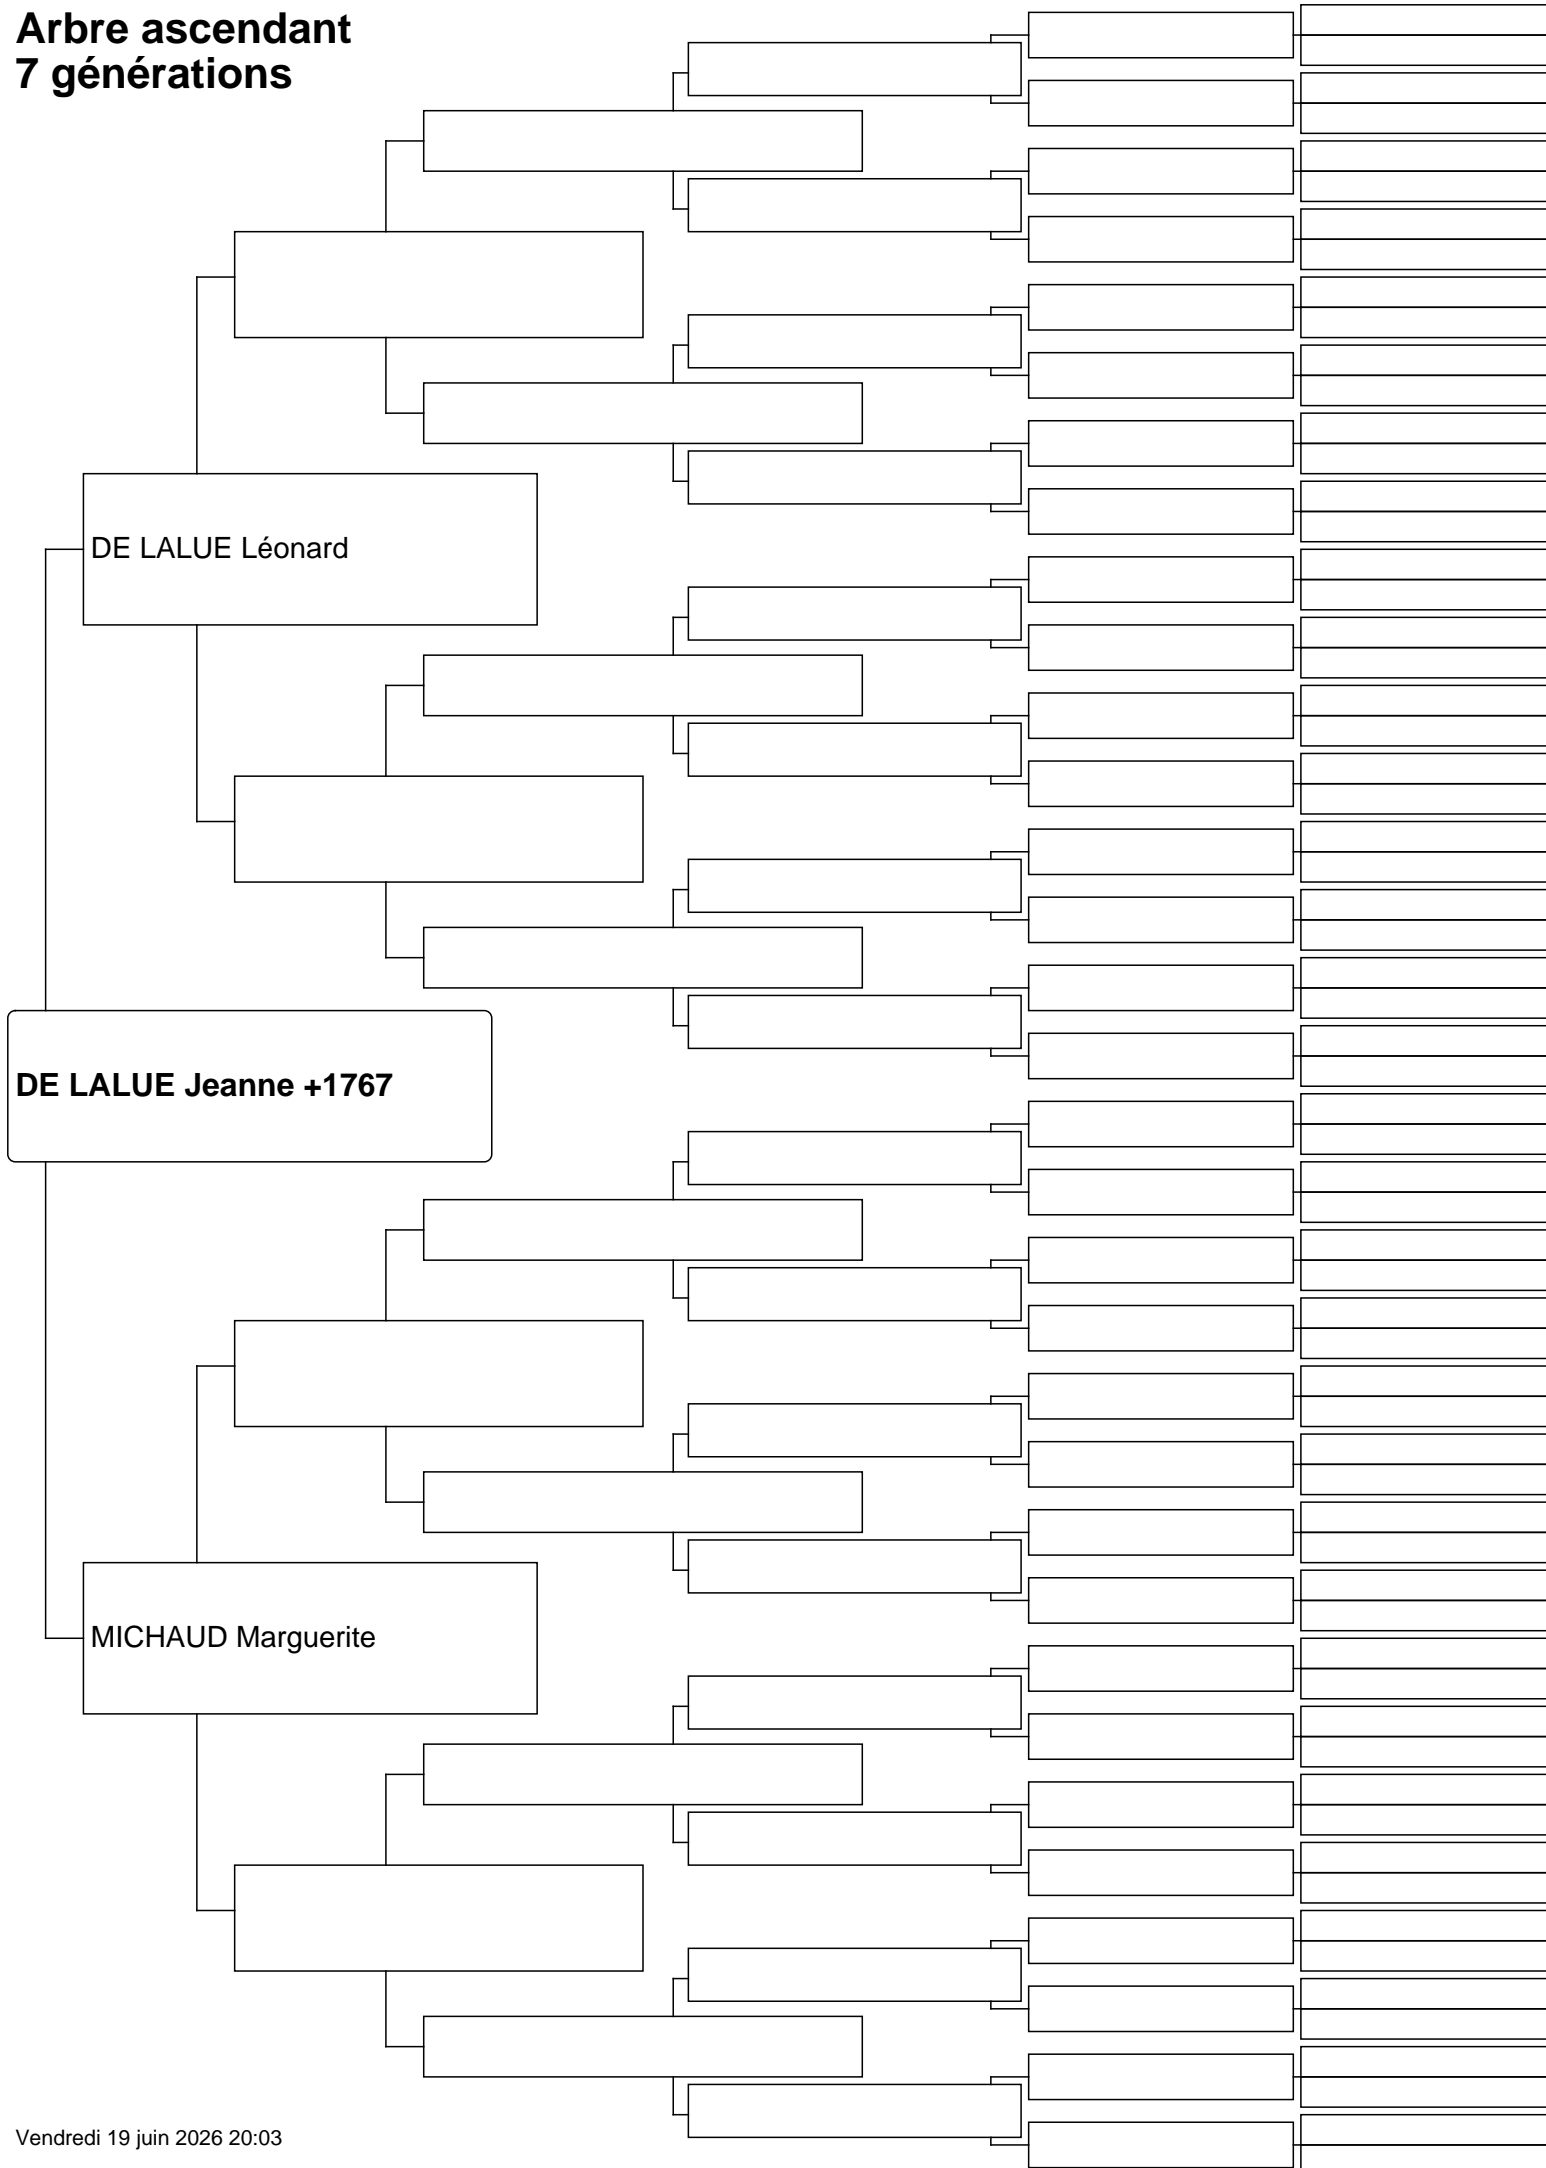 Arbre ascendant
7 générations
DE LALUE Léonard
DE LALUE Jeanne +1767
MICHAUD Marguerite
Vendredi 19 juin 2026 20:03